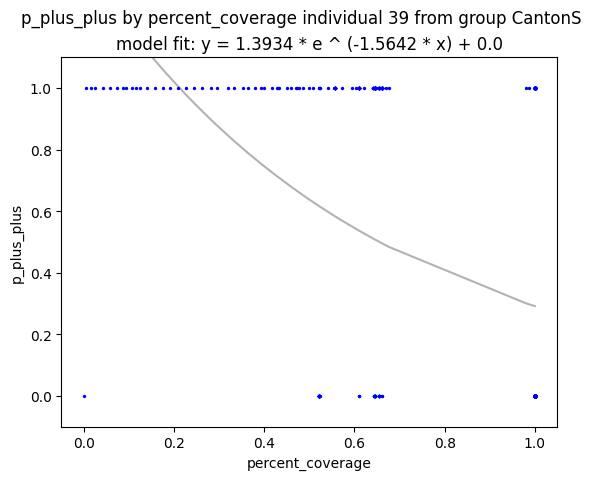 p_plus_plus by percent_coverage individual 39 from group CantonS
model fit: y = 1.3934 * e ^ (-1.5642 * x) + 0.0
1.0
0.8
0.6
0.4
0.2
0.0
p_plus_plus
0.0 0.2 0.4 0.6 0.8 1.0
percent_coverage